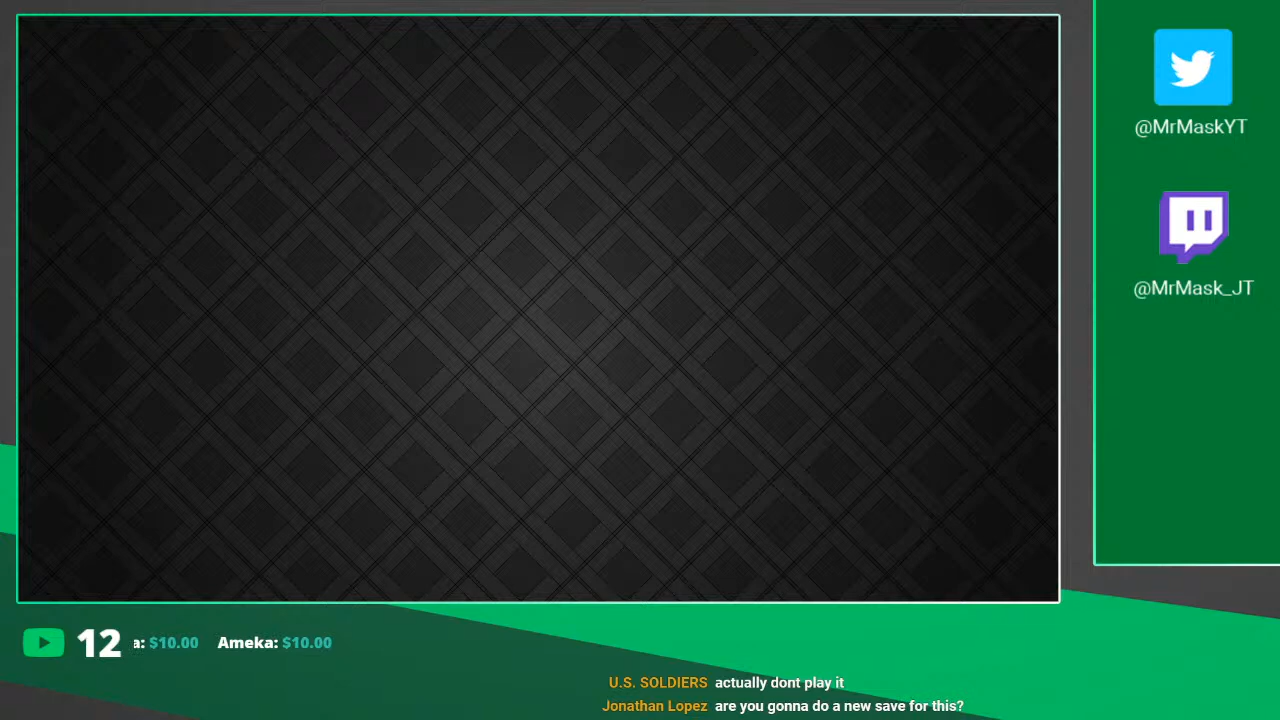 @MrMaskYT
@MrMask_JT
12 a: $10.00 Ameka: $10.00
U.S. SOLDIERS actually dont play it
Jonathan Lopez are you gonna do a new save for this?